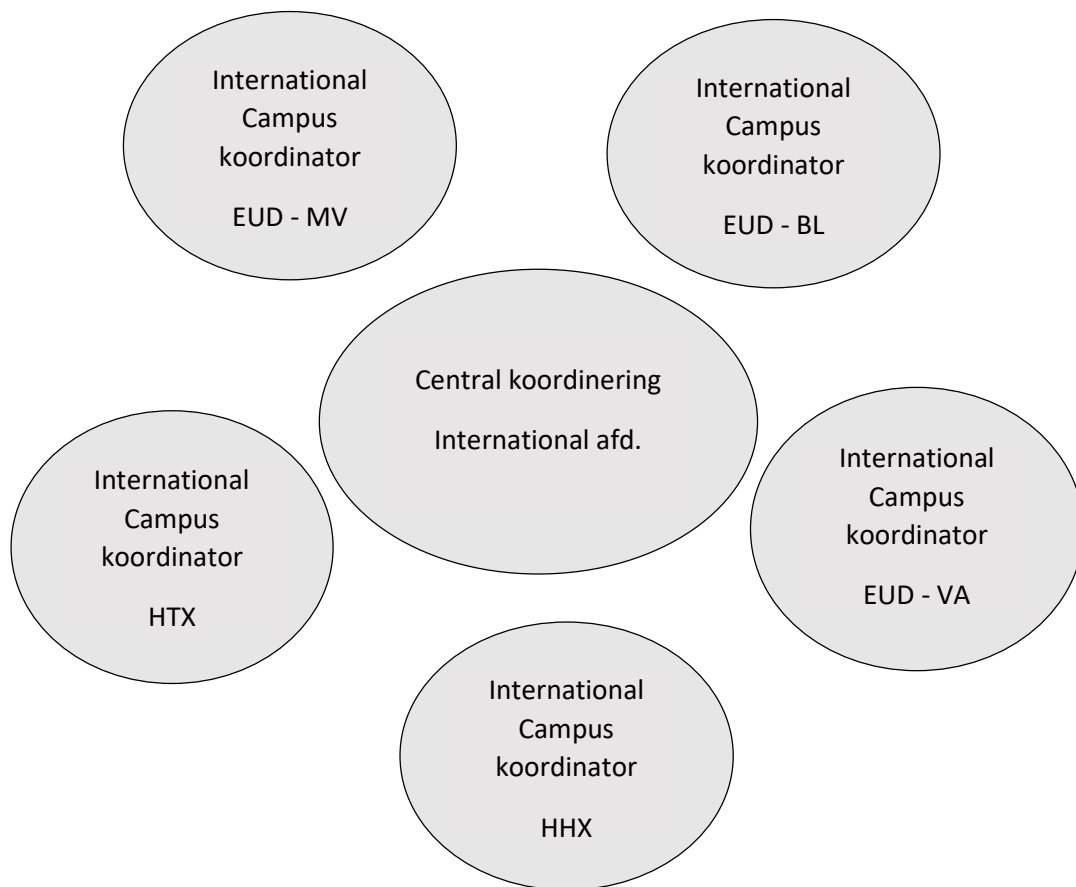 International
Campus
koordinator
EUD - MV
International
Campus
koordinator
EUD - BL
Central koordinering
International afd.
International
Campus
koordinator
HTX
International
Campus
koordinator
EUD - VA
International
Campus
koordinator
HHX